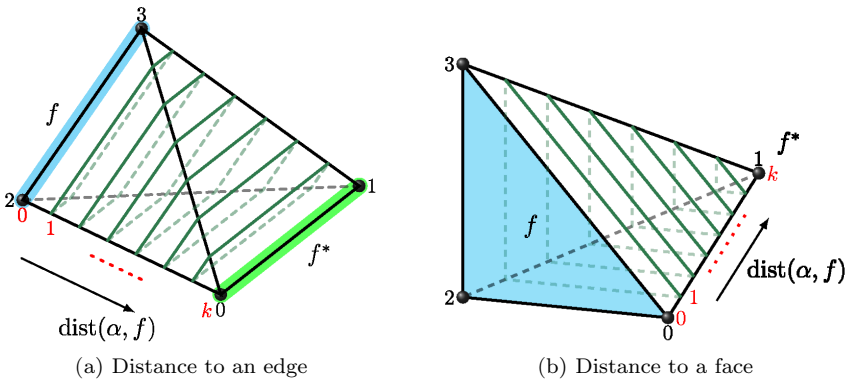 3
f
2
0
1
1
f*
k
0
dist(α, f)
(a) Distance to an edge
3
f*
1
k
f
dist(α, f)
2
1
0
0
(b) Distance to a face